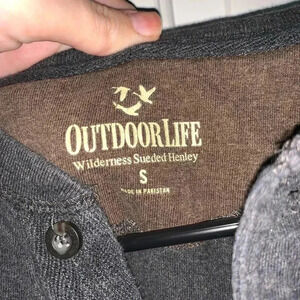 OUTDOORLIFE
Wilderness Sueded Henley
S
MADE IN PAKISTAN